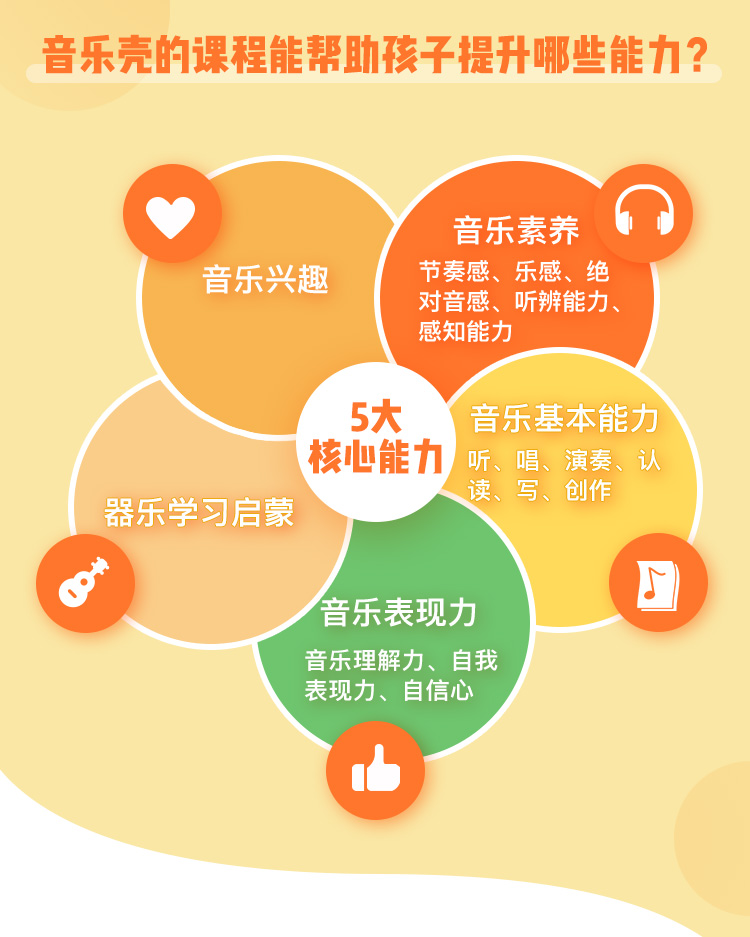 音乐壳的课程能帮助孩子提升哪些能力？
音乐兴趣
音乐素养
节奏感、乐感、绝
对音感、听辨能力、
感知能力
5大
核心能力
音乐基本能力
听、唱、演奏、认
读、写、创作
器乐学习启蒙
音乐表现力
音乐理解力、自我
表现力、自信心